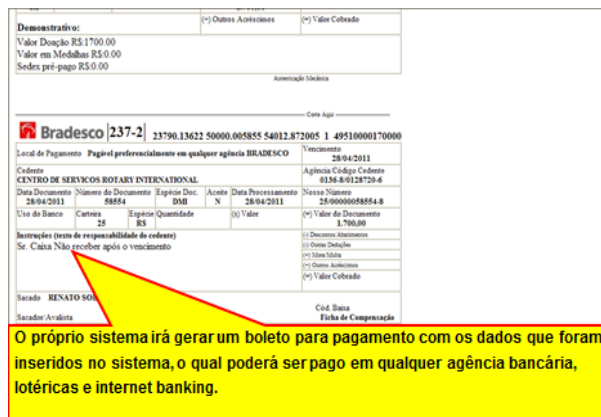 (=) Outros Acréscimos (=) Valor Cobrado
Demonstrativo:
Valor Doação R$:1700.00
Valor em Medalhas R$:0.00
Sedex pré-pago R$:0.00
Autenticação Mecânica
Corte Aqui
Bradesco 237-2 23790.13622 50000.005855 54012.872005 1 49510000170000
Local de Pagamento Pagável preferencialmente em qualquer agência BRADESCO Vencimento
28/04/2011
Cedente Agência/Código Cedente
CENTRO DE SERVICOS ROTARY INTERNATIONAL 0136-8/0128720-6
Data Documento Número do Documento Espécie Doc. Aceite Data Processamento Nosso Número
28/04/2011 58554 DMI N 28/04/2011 25/00000058554-8
Uso do Banco Carteira Espécie Quantidade (x) Valor (=) Valor do Documento
25 R$ 1.700,00
Instruções (texto de responsabilidade do cedente) (-) Desconto/Abatimentos
Sr. Caixa Não receber após o vencimento (-) Outras Deduções
(+) Mora/Multa
(=) Outros Acréscimos
(=) Valor Cobrado
Sacado RENATO
Cód. Baixa
Sacador/Avalista Ficha de Compensação
O próprio sistema irá gerar um boleto para pagamento com os dados que foram
inseridos no sistema, o qual poderá ser pago em qualquer agência bancária,
lotéricas e internet banking.